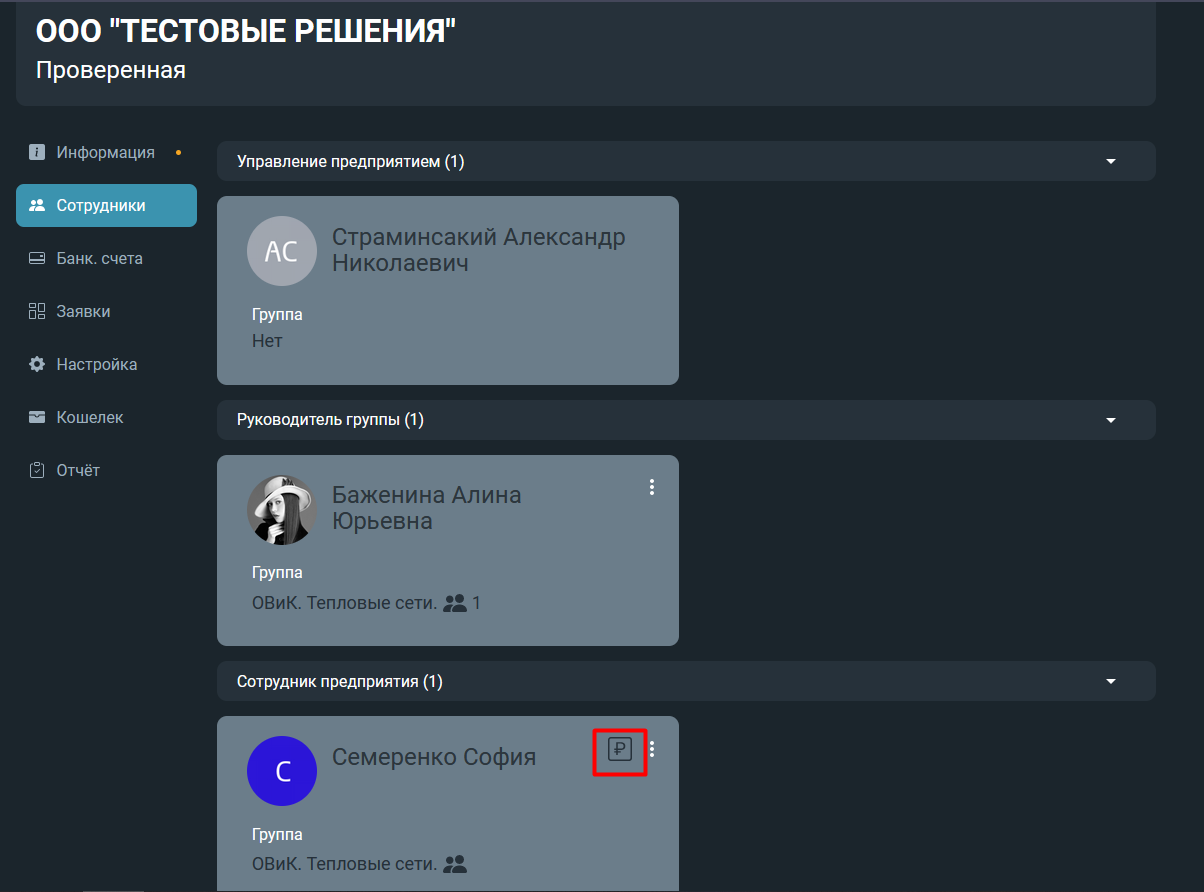 ООО "ТЕСТОВЫЕ РЕШЕНИЯ"
Проверенная
Информация
Сотрудники
Банк. счета
Заявки
Настройка
Кошелек
Отчёт
Управление предприятием (1)
АС
Страминсакий Александр
Николаевич
Группа
Нет
Руководитель группы (1)
Баженина Алина
Юрьевна
Группа
ОВиК. Тепловые сети. 1
Сотрудник предприятия (1)
С
Семеренко София
₽
Группа
ОВиК. Тепловые сети.